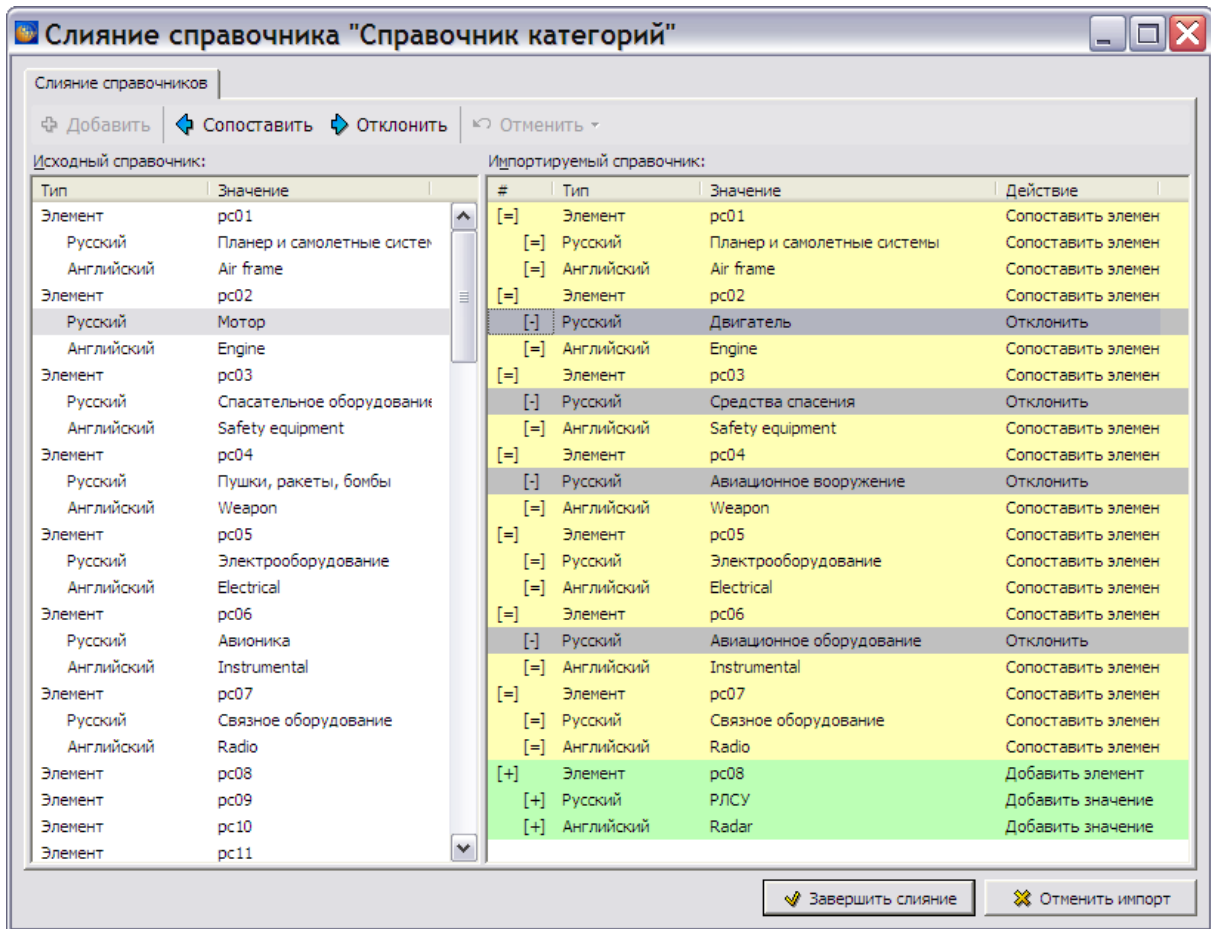 Слияние справочника "Справочник категорий"
Слияние справочников
Добавить Сопоставить Отклонить Отменить
Исходный справочник: Импортируемый справочник:
Тип Значение # Тип Значение Действие
Элемент pc01 [=] Элемент pc01 Сопоставить элемен
Русский Планер и самолетные систем [=] Русский Планер и самолетные системы Сопоставить элемен
Английский Air frame [=] Английский Air frame Сопоставить элемен
Элемент pc02 [=] Элемент pc02 Сопоставить элемен
Русский Мотор [-] Русский Двигатель Отклонить
Английский Engine [=] Английский Engine Сопоставить элемен
Элемент pc03 [=] Элемент pc03 Сопоставить элемен
Русский Спасательное оборудование [-] Русский Средства спасения Отклонить
Английский Safety equipment [=] Английский Safety equipment Сопоставить элемен
Элемент pc04 [=] Элемент pc04 Сопоставить элемен
Русский Пушки, ракеты, бомбы [-] Русский Авиационное вооружение Отклонить
Английский Weapon [=] Английский Weapon Сопоставить элемен
Элемент pc05 [=] Элемент pc05 Сопоставить элемен
Русский Электрооборудование [=] Русский Электрооборудование Сопоставить элемен
Английский Electrical [=] Английский Electrical Сопоставить элемен
Элемент pc06 [=] Элемент pc06 Сопоставить элемен
Русский Авионика [-] Русский Авиационное оборудование Отклонить
Английский Instrumental [=] Английский Instrumental Сопоставить элемен
Элемент pc07 [=] Элемент pc07 Сопоставить элемен
Русский Связное оборудование [=] Русский Связное оборудование Сопоставить элемен
Английский Radio [=] Английский Radio Сопоставить элемен
Элемент pc08 [+] Элемент pc08 Добавить элемент
Элемент pc09 [+] Русский РЛСУ Добавить значение
Элемент pc10 [+] Английский Radar Добавить значение
Элемент pc11
Завершить слияние Отменить импорт